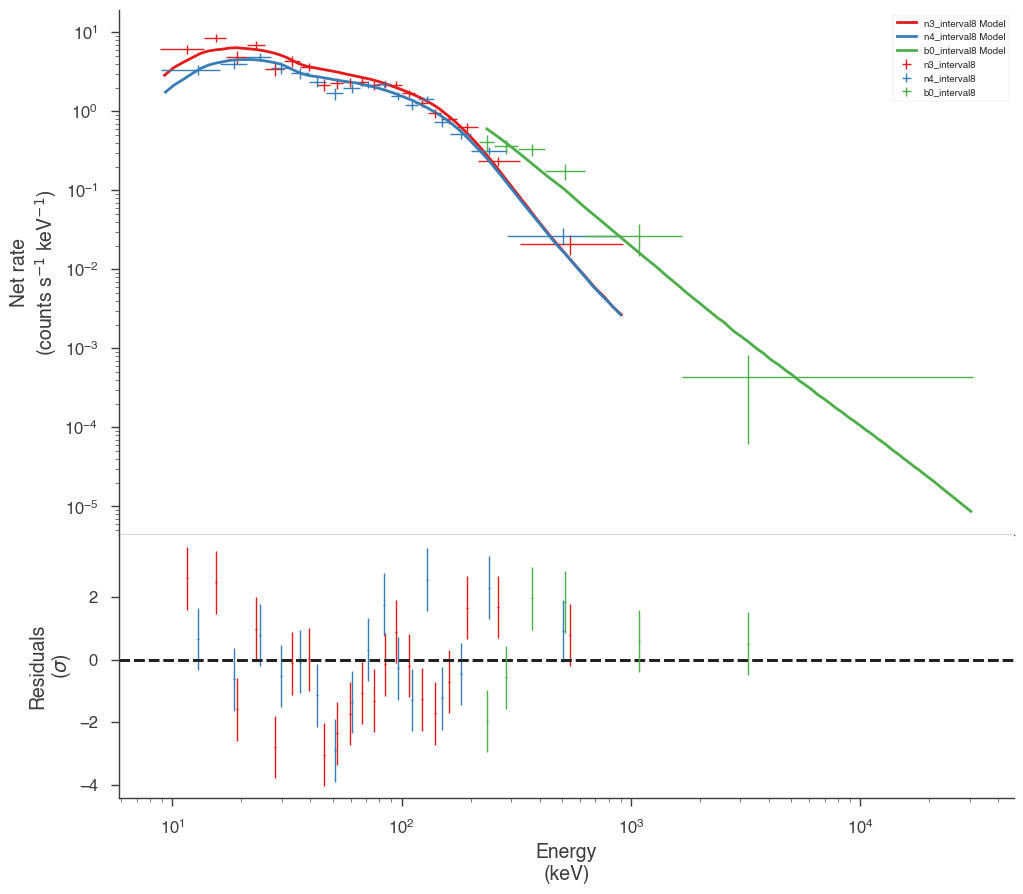 n3_interval8 Model
n4_interval8 Model
b0_interval8 Model
n3_interval8
n4_interval8
b0_interval8
10¹
10⁰
10⁻¹
10⁻²
10⁻³
10⁻⁴
10⁻⁵
Net rate
(counts s⁻¹ keV⁻¹)
2
0
−2
−4
Residuals
(σ)
10¹
10²
10³
10⁴
Energy
(keV)